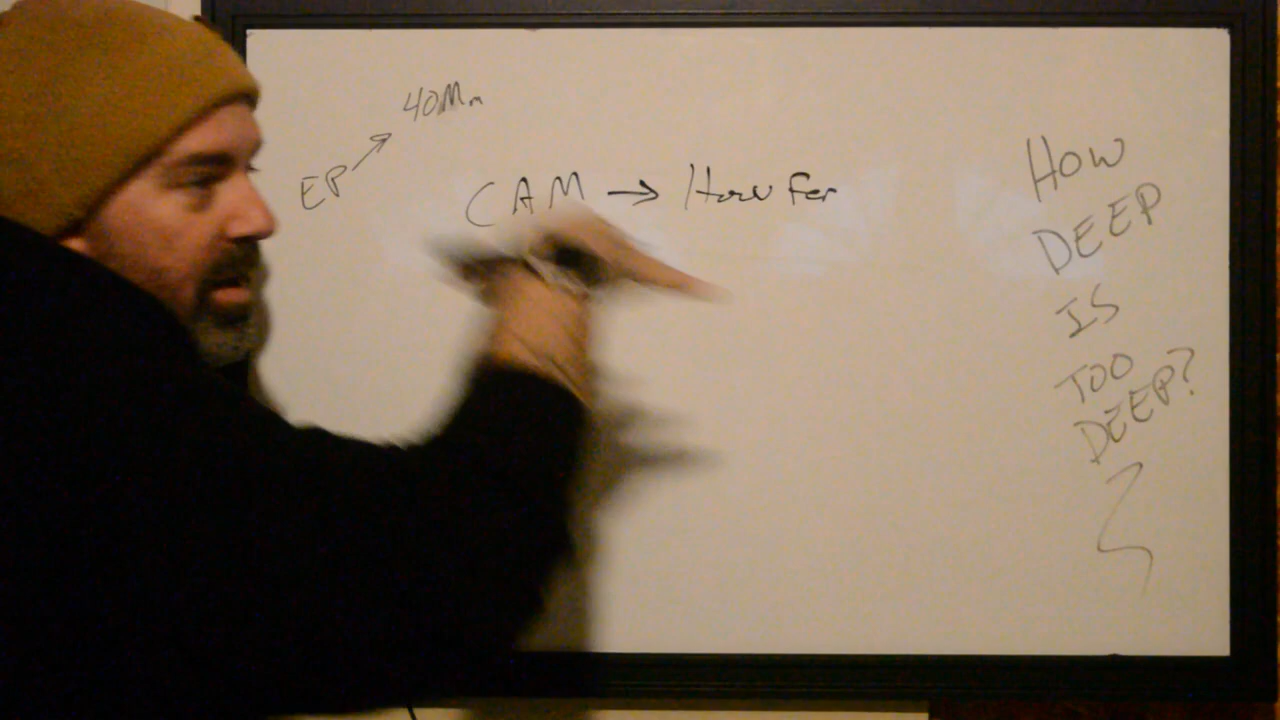 40Mm
EP
CAM → How Far
HOW
DEEP
IS
TOO
DEEP?